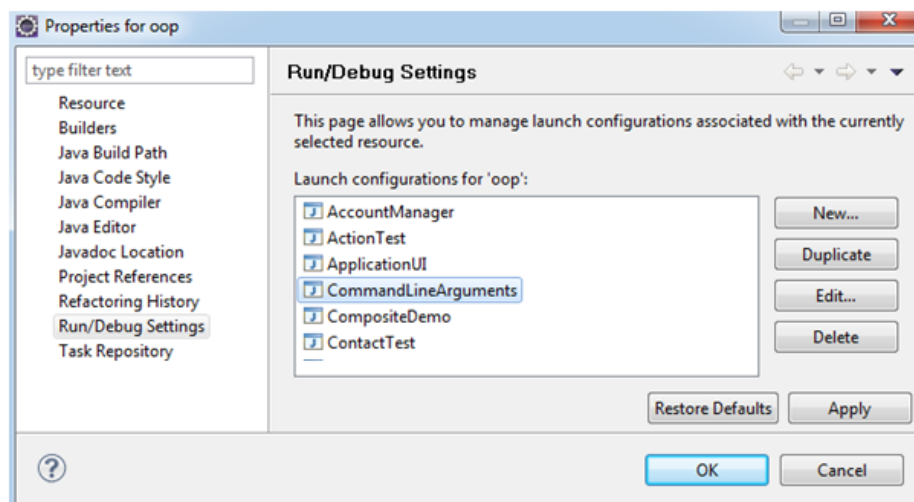 Properties for oop
type filter text
Resource
Builders
Java Build Path
Java Code Style
Java Compiler
Java Editor
Javadoc Location
Project References
Refactoring History
Run/Debug Settings
Task Repository
Run/Debug Settings
This page allows you to manage launch configurations associated with the currently
selected resource.
Launch configurations for 'oop':
AccountManager
ActionTest
ApplicationUI
CommandLineArguments
CompositeDemo
ContactTest
New...
Duplicate
Edit...
Delete
Restore Defaults
Apply
OK
Cancel